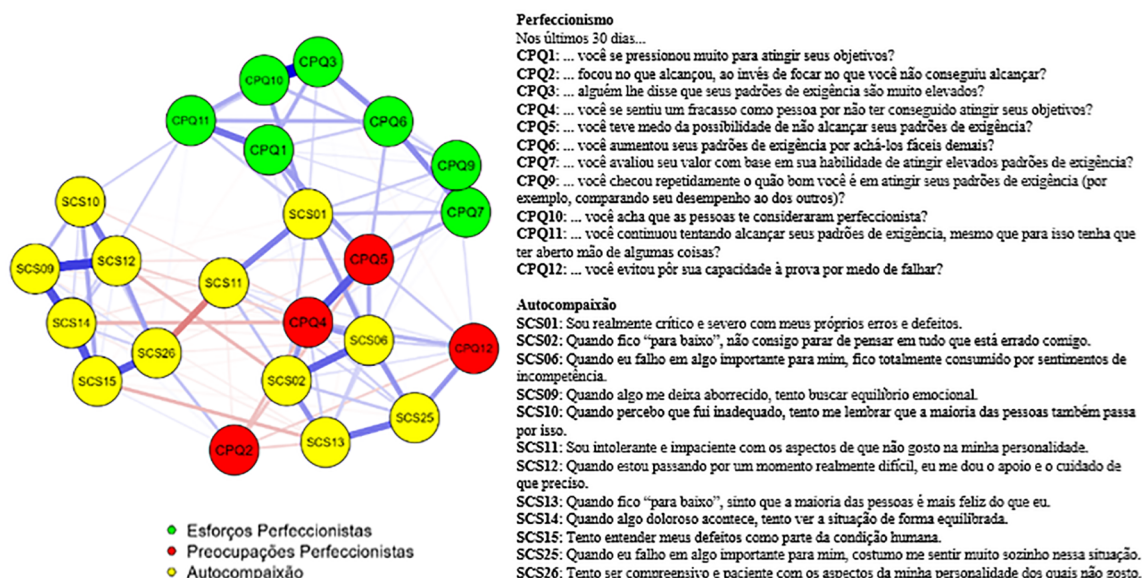 CPQ3
CPQ10
CPQ11
CPQ6
CPQ1
CPQ9
CPQ7
SCS10
SCS01
SCS12
SCS09
CPQ5
SCS11
SCS14
CPQ4
SCS06
CPQ12
SCS26
SCS15
SCS02
SCS25
SCS13
CPQ2
Esforços Perfeccionistas
Preocupações Perfeccionistas
Autocompaixão
Perfeccionismo
Nos últimos 30 dias...
CPQ1: ... você se pressionou muito para atingir seus objetivos?
CPQ2: ... focou no que alcançou, ao invés de focar no que você não conseguiu alcançar?
CPQ3: ... alguém lhe disse que seus padrões de exigência são muito elevados?
CPQ4: ... você se sentiu um fracasso como pessoa por não ter conseguido atingir seus objetivos?
CPQ5: ... você teve medo da possibilidade de não alcançar seus padrões de exigência?
CPQ6: ... você aumentou seus padrões de exigência por achá-los fáceis demais?
CPQ7: ... você avaliou seu valor com base em sua habilidade de atingir elevados padrões de exigência?
CPQ9: ... você checou repetidamente o quão bom você é em atingir seus padrões de exigência (por
exemplo, comparando seu desempenho ao dos outros)?
CPQ10: ... você acha que as pessoas te consideraram perfeccionista?
CPQ11: ... você continuou tentando alcançar seus padrões de exigência, mesmo que para isso tenha que
ter aberto mão de algumas coisas?
CPQ12: ... você evitou pôr sua capacidade à prova por medo de falhar?
Autocompaixão
SCS01: Sou realmente crítico e severo com meus próprios erros e defeitos.
SCS02: Quando fico “para baixo”, não consigo parar de pensar em tudo que está errado comigo.
SCS06: Quando eu falho em algo importante para mim, fico totalmente consumido por sentimentos de
incompetência.
SCS09: Quando algo me deixa aborrecido, tento buscar equilíbrio emocional.
SCS10: Quando percebo que fui inadequado, tento me lembrar que a maioria das pessoas também passa
por isso.
SCS11: Sou intolerante e impaciente com os aspectos de que não gosto na minha personalidade.
SCS12: Quando estou passando por um momento realmente difícil, eu me dou o apoio e o cuidado de
que preciso.
SCS13: Quando fico “para baixo”, sinto que a maioria das pessoas é mais feliz do que eu.
SCS14: Quando algo doloroso acontece, tento ver a situação de forma equilibrada.
SCS15: Tento entender meus defeitos como parte da condição humana.
SCS25: Quando eu falho em algo importante para mim, costumo me sentir muito sozinho nessa situação.
SCS26: Tento ser compreensivo e paciente com os aspectos da minha personalidade dos quais não gosto.